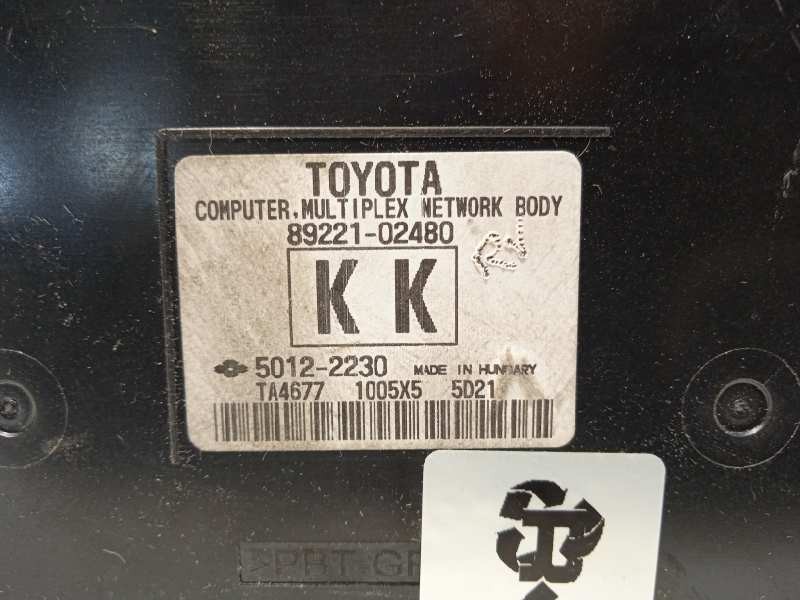 TOYOTA
COMPUTER,MULTIPLEX NETWORK BODY
89221-02480
K K
5012-2230 MADE IN HUNGARY
TA4677 1005X5 5D21